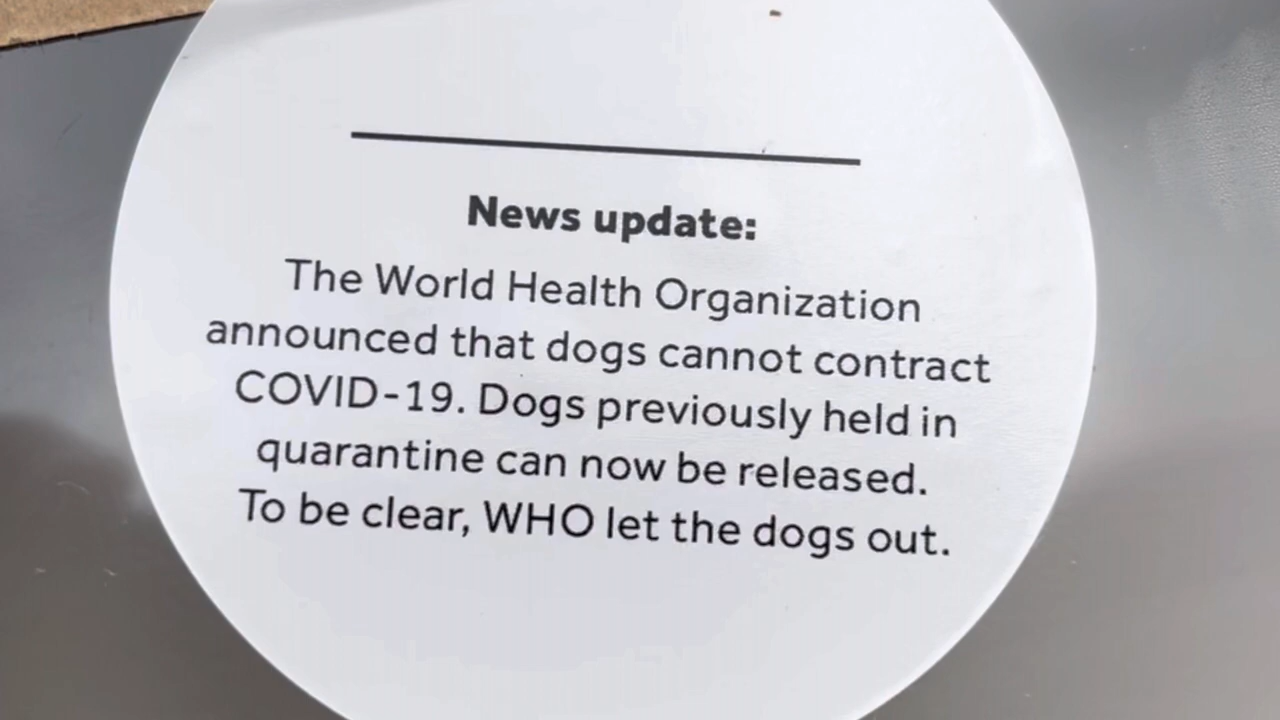 News update:
The World Health Organization
announced that dogs cannot contract
COVID-19. Dogs previously held in
quarantine can now be released.
To be clear, WHO let the dogs out.